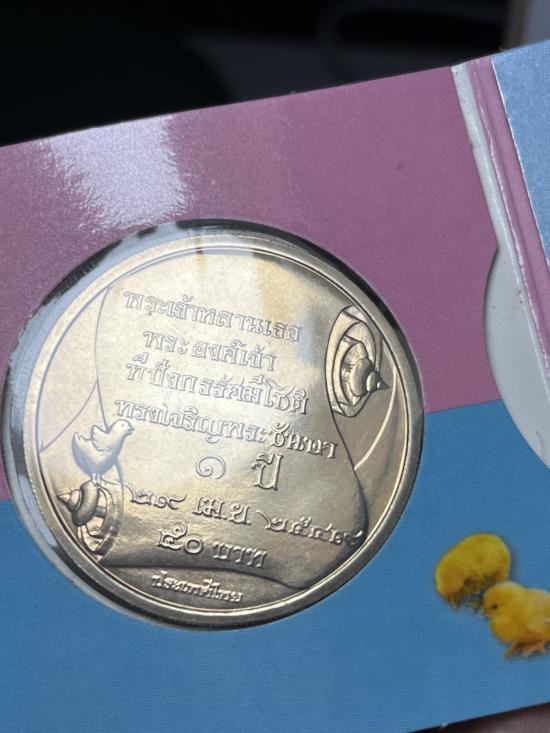 พระเจ้าหลานเธอ
พระองค์เจ้า
ทีปังกรรัศมีโชติ
ทรงเจริญพระชันษา
๑ ปี
๒๙ เม.ย. ๒๕๔๙
๕๐ บาท
ประเทศไทย